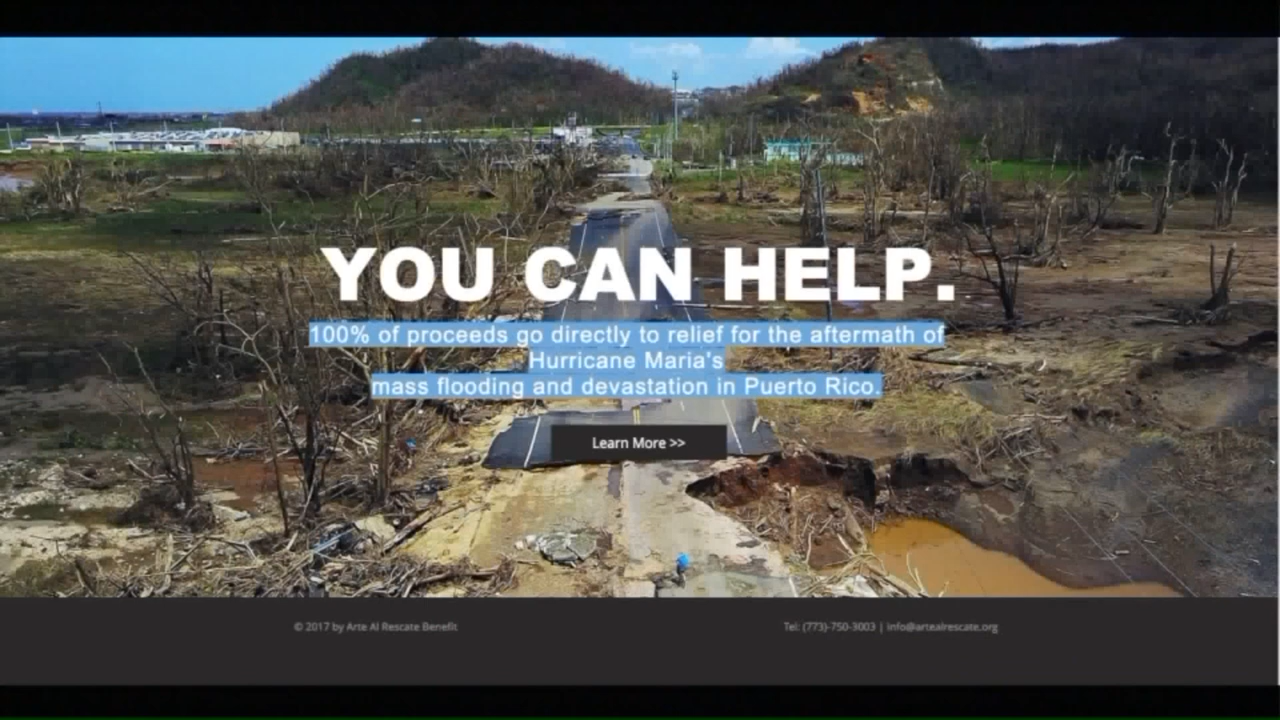 YOU CAN HELP.
100% of proceeds go directly to relief for the aftermath of
Hurricane Maria's
mass flooding and devastation in Puerto Rico.
Learn More >>
© 2017 by Arte Al Rescate Benefit
Tel: (773)-750-3003 | info@artealrescate.org